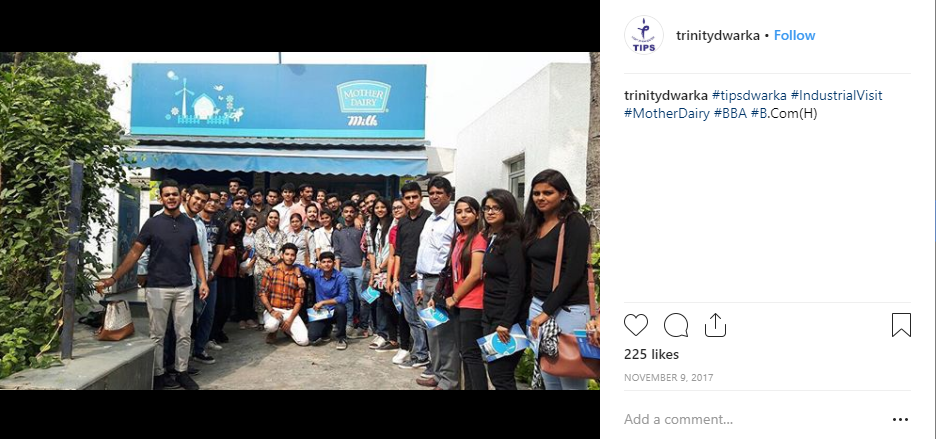 MOTHER
DAIRY
Milk
TIPS
trinitydwarka • Follow
trinitydwarka #tipsdwarka #IndustrialVisit
#MotherDairy #BBA #B.Com(H)
225 likes
NOVEMBER 9, 2017
Add a comment...